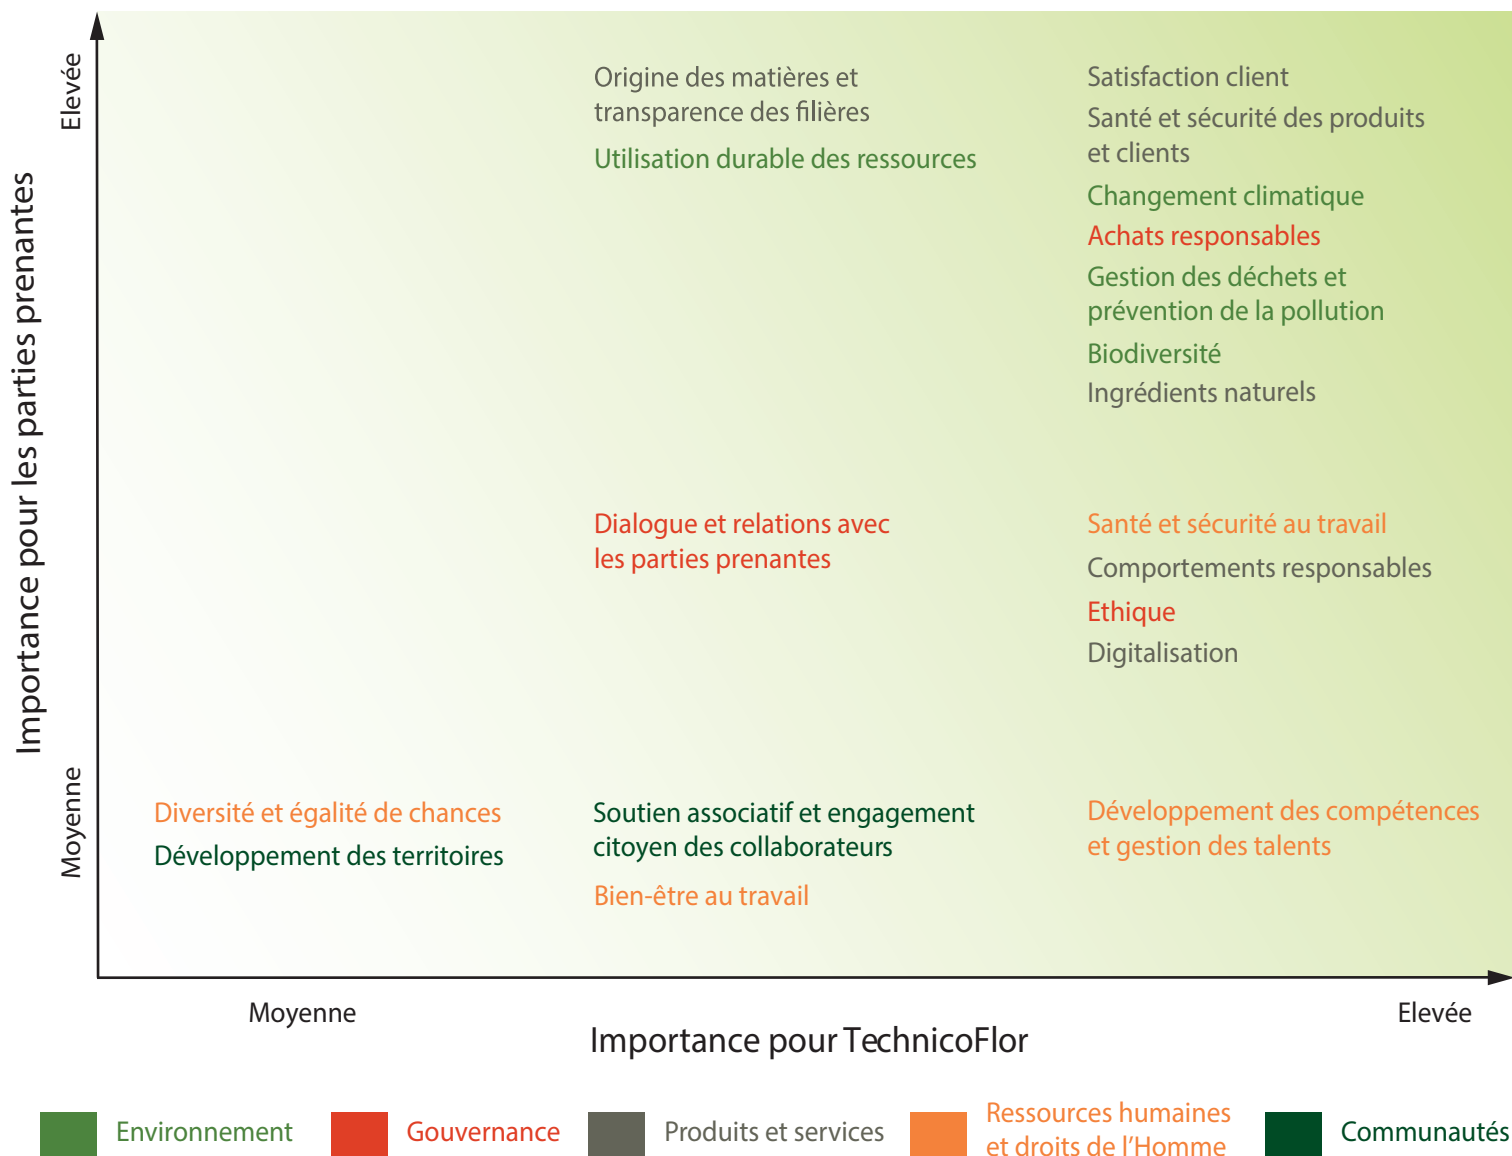 Importance pour les parties prenantes
Elevée
Moyenne
Origine des matières et
transparence des filières
Utilisation durable des ressources
Satisfaction client
Santé et sécurité des produits
et clients
Changement climatique
Achats responsables
Gestion des déchets et
prévention de la pollution
Biodiversité
Ingrédients naturels
Dialogue et relations avec
les parties prenantes
Santé et sécurité au travail
Comportements responsables
Ethique
Digitalisation
Diversité et égalité de chances
Développement des territoires
Soutien associatif et engagement
citoyen des collaborateurs
Bien-être au travail
Développement des compétences
et gestion des talents
Moyenne
Elevée
Importance pour TechnicoFlor
Environnement
Gouvernance
Produits et services
Ressources humaines
et droits de l'Homme
Communautés